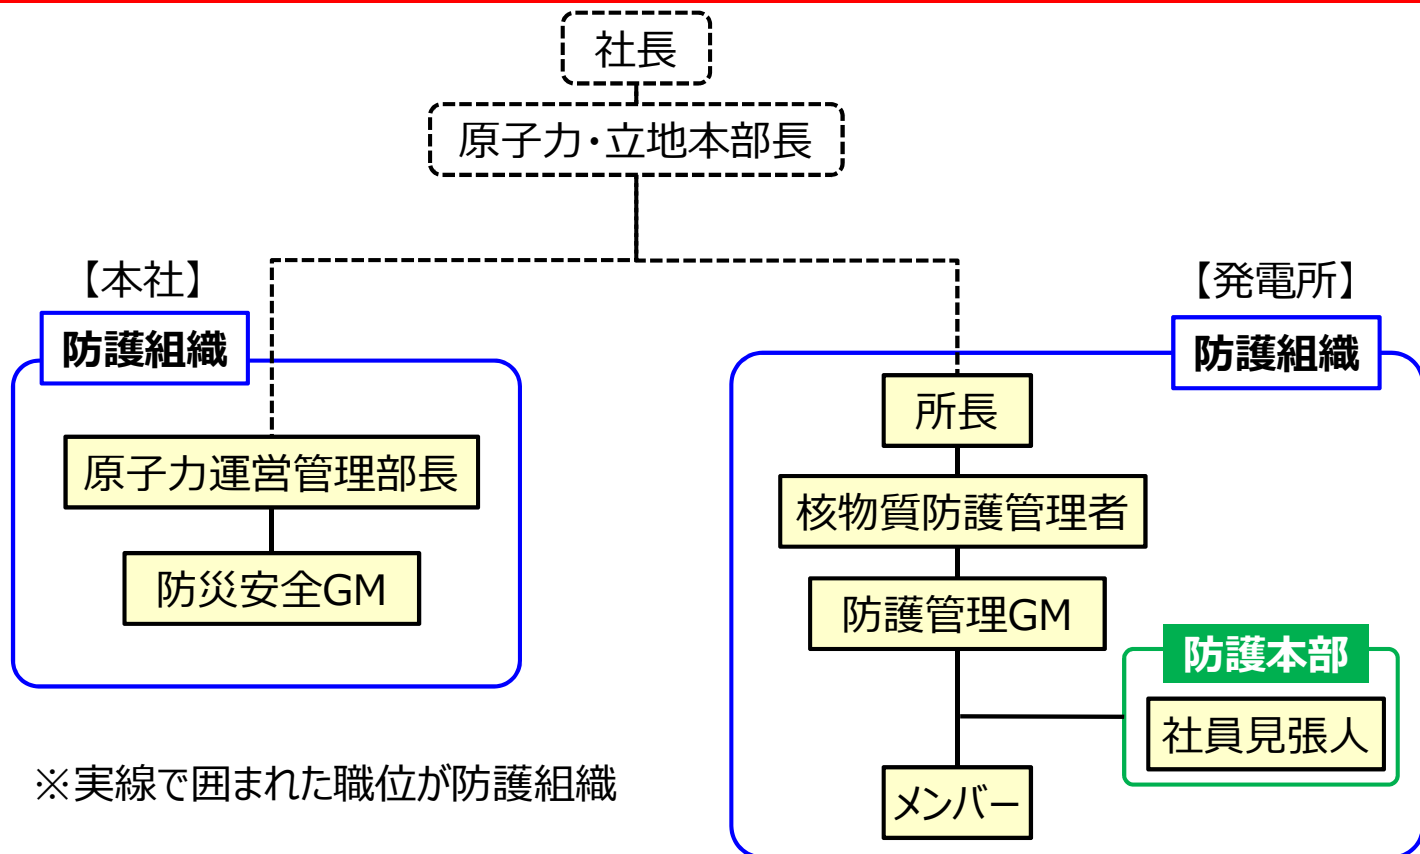 社長
原子力・立地本部長
【本社】
防護組織
原子力運営管理部長
防災安全GM
【発電所】
防護組織
所長
核物質防護管理者
防護管理GM
防護本部
社員見張人
メンバー
※実線で囲まれた職位が防護組織